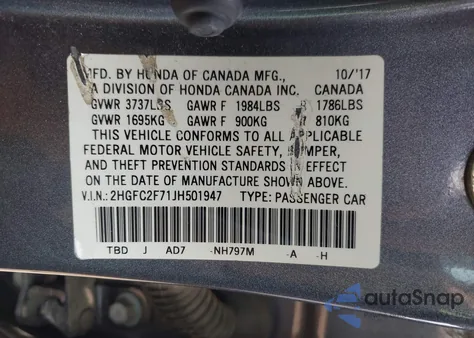 MFD. BY HONDA OF CANADA MFG., 10/'17
A DIVISION OF HONDA CANADA INC. CANADA
GVWR 3737LBS GAWR F 1984LBS 1786LBS
GVWR 1695KG GAWR F 900KG 810KG
THIS VEHICLE CONFORMS TO ALL APPLICABLE
FEDERAL MOTOR VEHICLE SAFETY, BUMPER,
AND THEFT PREVENTION STANDARDS IN EFFECT
ON THE DATE OF MANUFACTURE SHOWN ABOVE.
V.I.N.:2HGFC2F71JH501947 TYPE: PASSENGER CAR
TBD J AD7 -NH797M -A -H
autoSnap